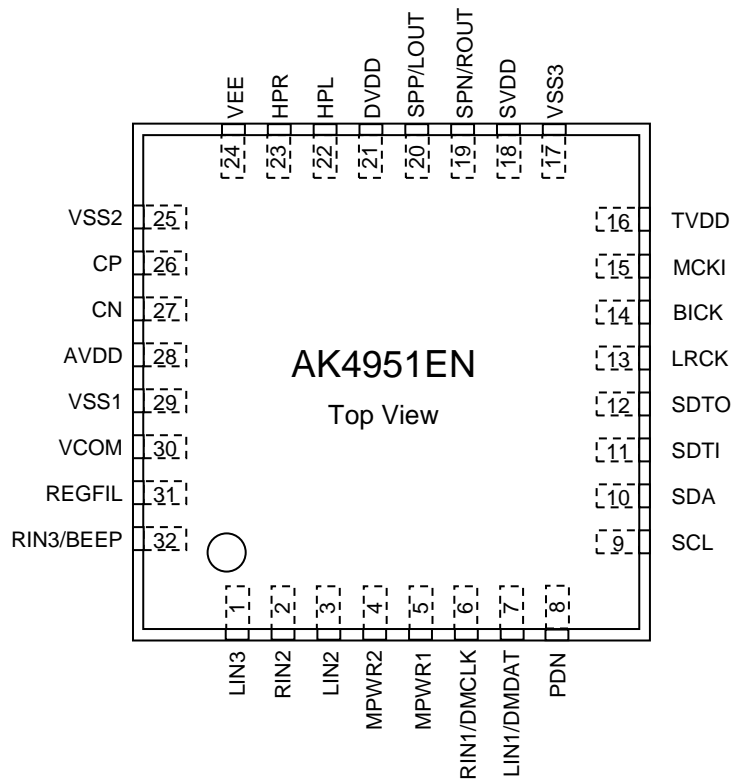 VEE
HPR
HPL
DVDD
SPP/LOUT
SPN/ROUT
SVDD
VSS3
24
23
22
21
20
19
18
17
VSS2 25
CP 26
CN 27
AVDD 28
VSS1 29
VCOM 30
REGFIL 31
RIN3/BEEP 32
AK4951EN
Top View
16 TVDD
15 MCKI
14 BICK
13 LRCK
12 SDTO
11 SDTI
10 SDA
9 SCL
1
2
3
4
5
6
7
8
LIN3
RIN2
LIN2
MPWR2
MPWR1
RIN1/DMCLK
LIN1/DMDAT
PDN